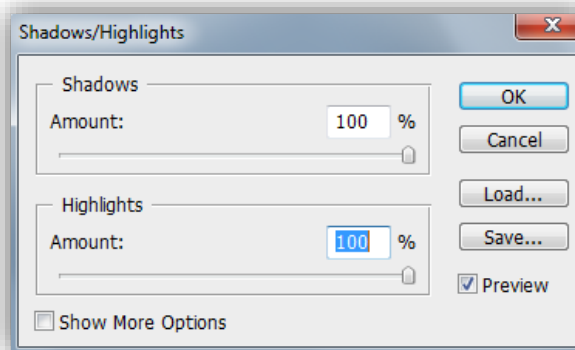 Shadows/Highlights
X
Shadows
Amount: 100 %
Highlights
Amount: 100 %
Show More Options
OK
Cancel
Load...
Save...
Preview